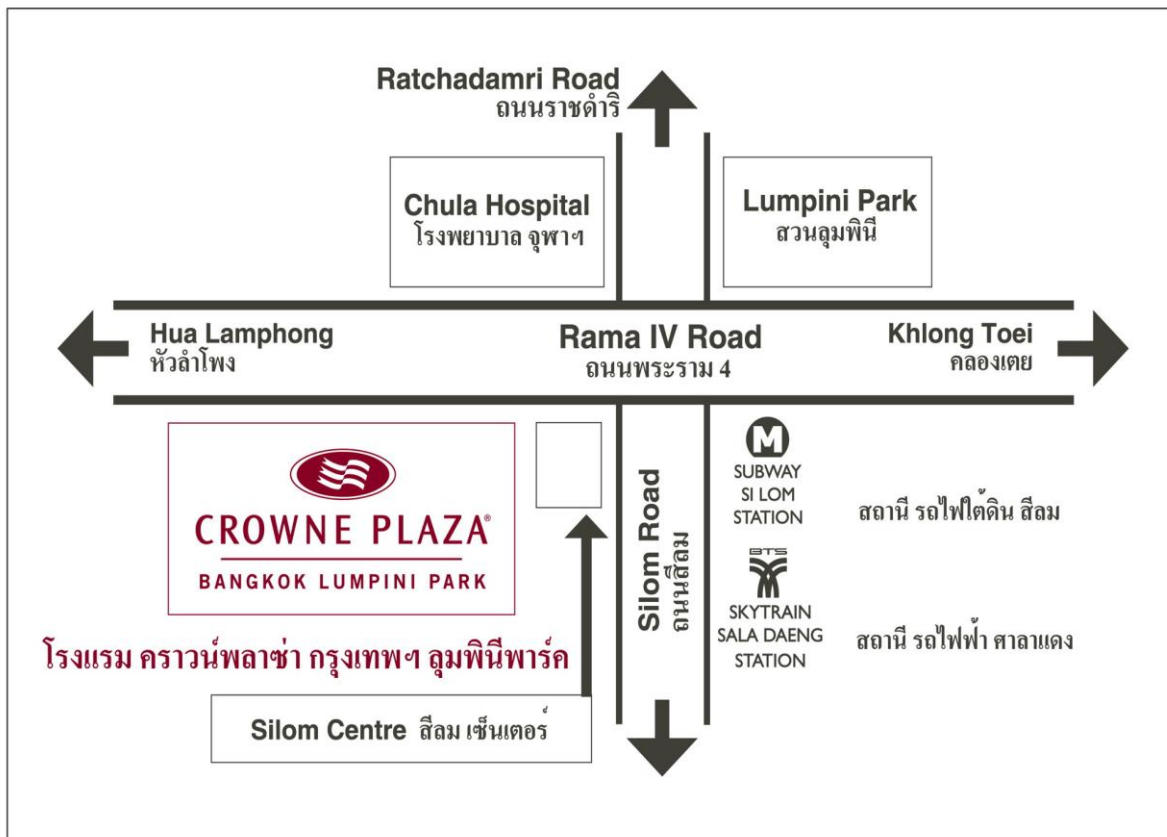 Ratchadamri Road
ถนนราชดำริ
Chula Hospital
โรงพยาบาล จุฬาฯ
Lumpini Park
สวนลุมพินี
Hua Lamphong
หัวลำโพง
Rama IV Road
ถนนพระราม 4
Khlong Toei
คลองเตย
CROWNE PLAZA®
BANGKOK LUMPINI PARK
โรงแรม คราวน์พลาซ่า กรุงเทพฯ ลุมพินีพาร์ค
Silom Centre สีลม เซ็นเตอร์
Silom Road
ถนนสีลม
M
SUBWAY
SI LOM
STATION
สถานี รถไฟใต้ดิน สีลม
BTS
SKYTRAIN
SALA DAENG
STATION
สถานี รถไฟฟ้า ศาลาแดง